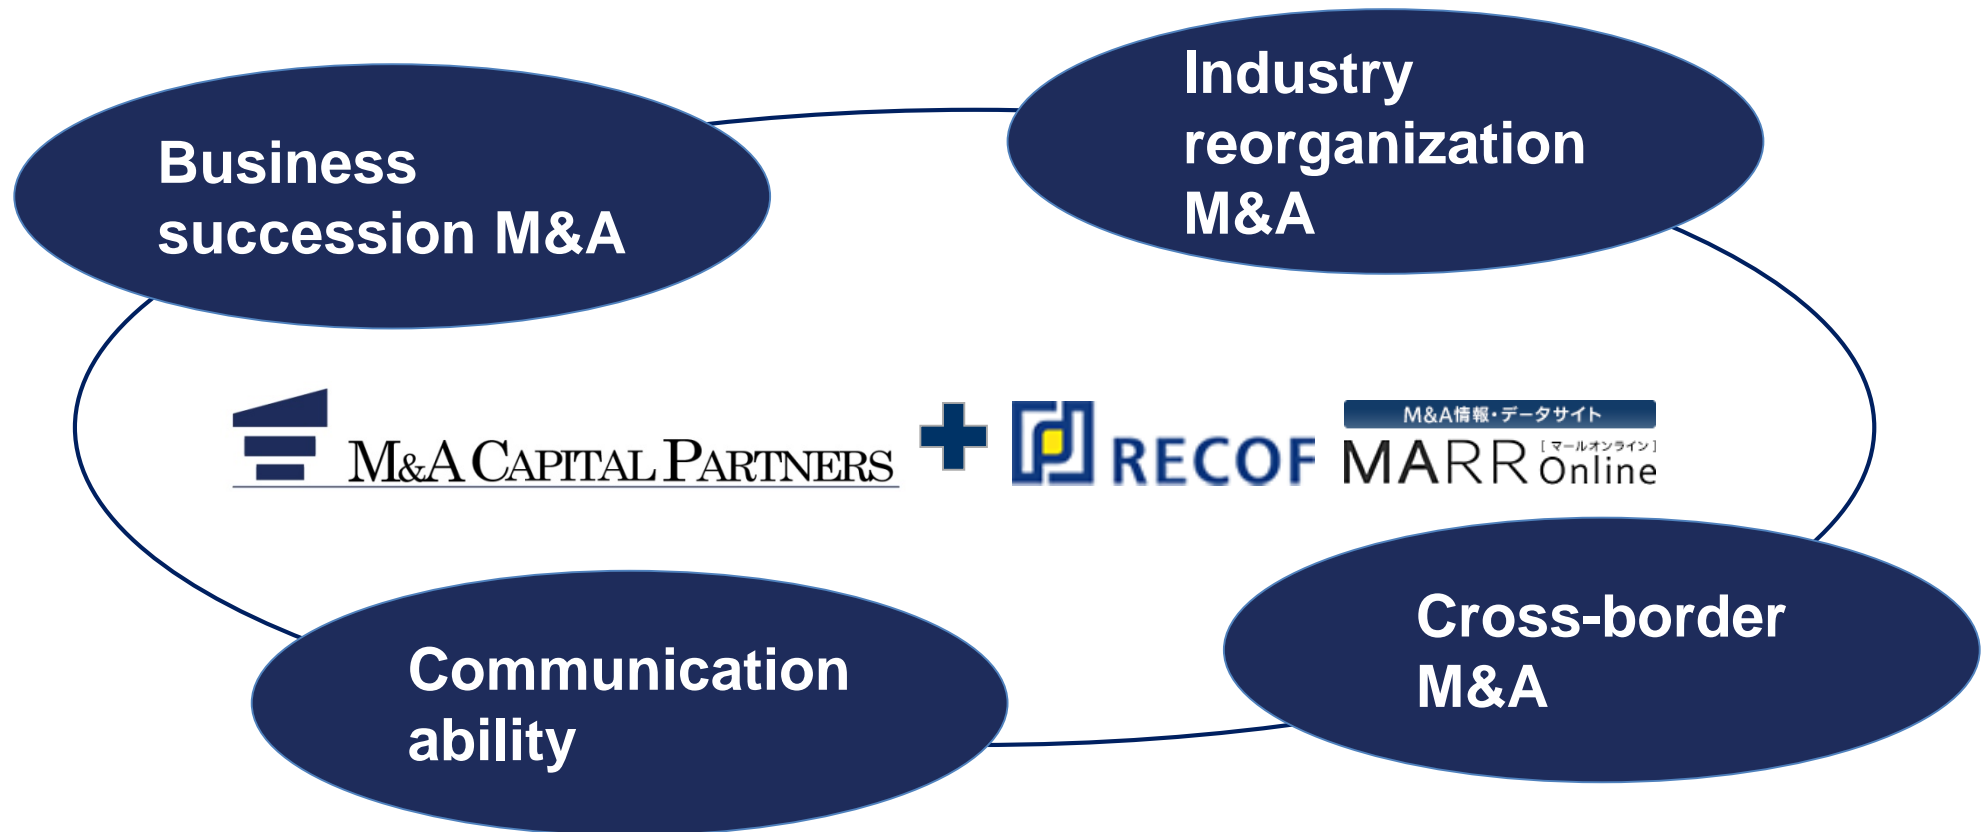 Business
succession M&A
Industry
reorganization
M&A
M&A CAPITAL PARTNERS
RECOF
M&A情報・データサイト
MARR Online
[マールオンライン]
Communication
ability
Cross-border
M&A